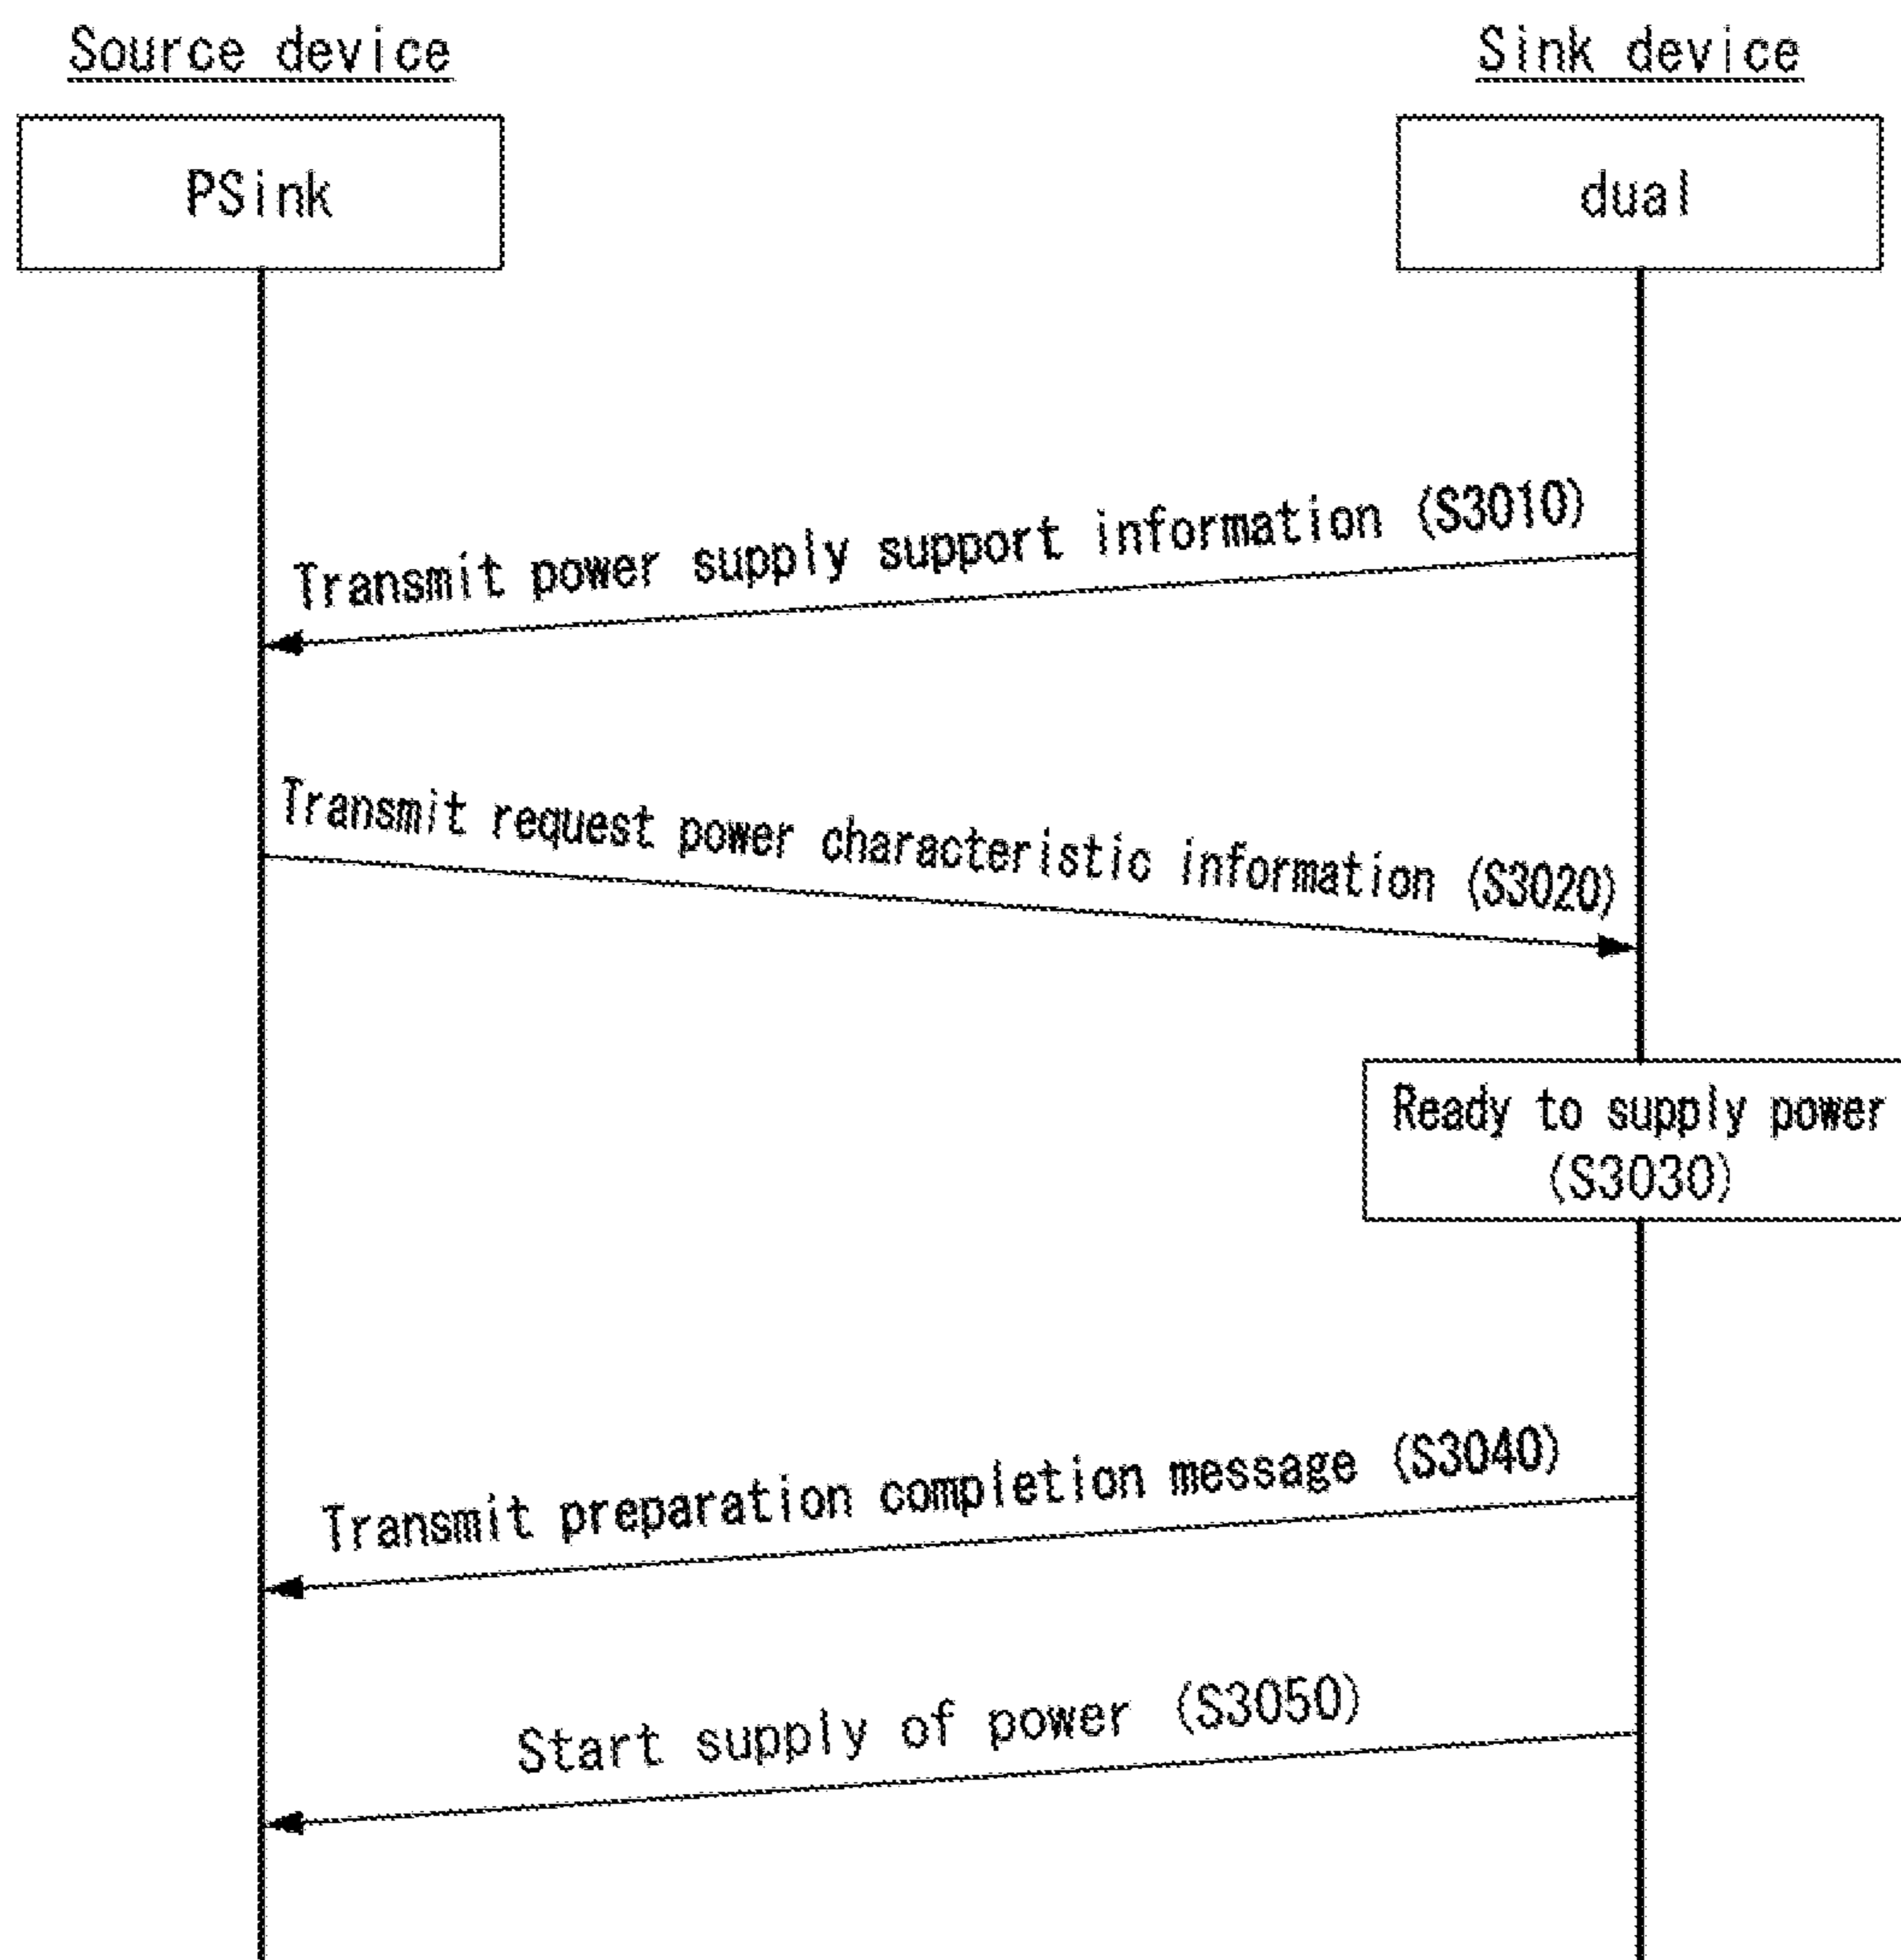 Source device
Sink device
PSink
dual
Transmit power supply support information (S3010)
Transmit request power characteristic information (S3020)
Ready to supply power
(S3030)
Transmit preparation completion message (S3040)
Start supply of power (S3050)